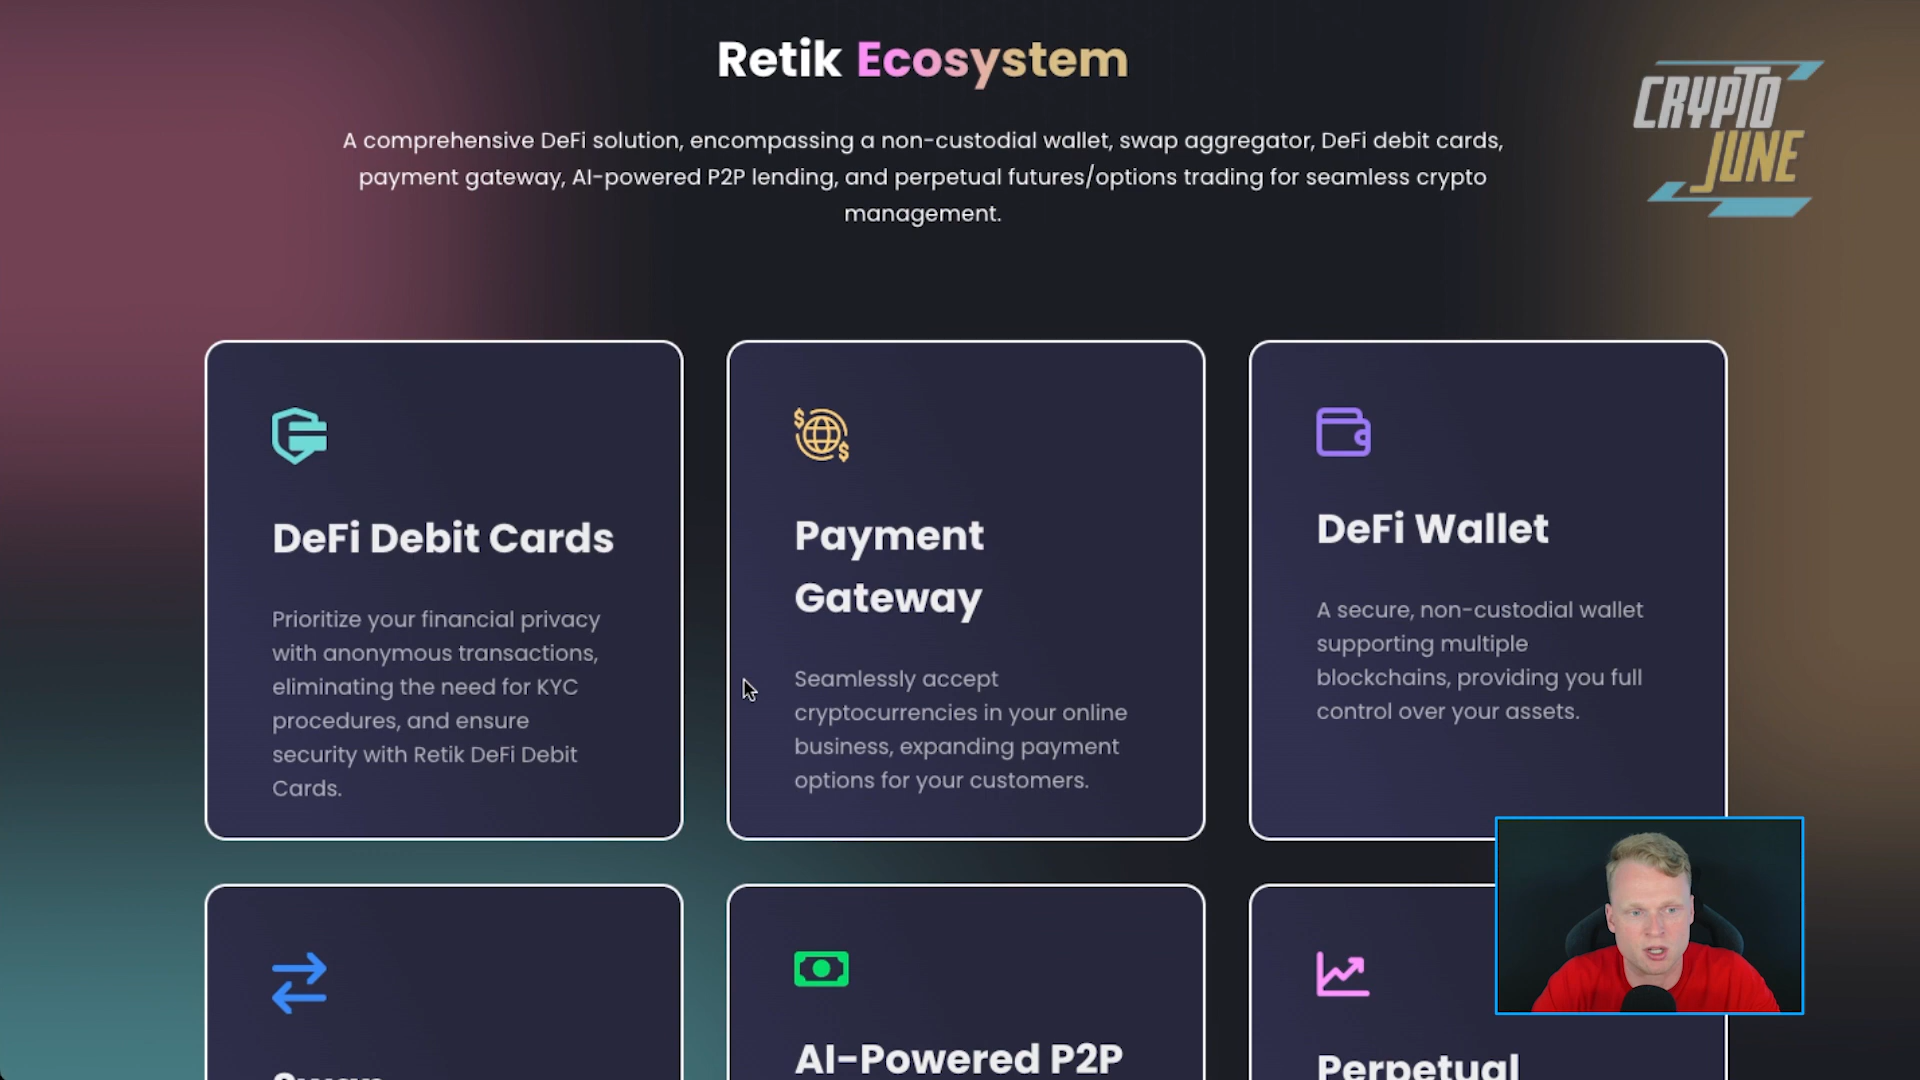 Retik Ecosystem
CRYPTO
JUNE
A comprehensive DeFi solution, encompassing a non-custodial wallet, swap aggregator, DeFi debit cards,
payment gateway, AI-powered P2P lending, and perpetual futures/options trading for seamless crypto
management.
DeFi Debit Cards
Prioritize your financial privacy
with anonymous transactions,
eliminating the need for KYC
procedures, and ensure
security with Retik DeFi Debit
Cards.
Payment
Gateway
Seamlessly accept
cryptocurrencies in your online
business, expanding payment
options for your customers.
DeFi Wallet
A secure, non-custodial wallet
supporting multiple
blockchains, providing you full
control over your assets.
AI-Powered P2P
Perpetual